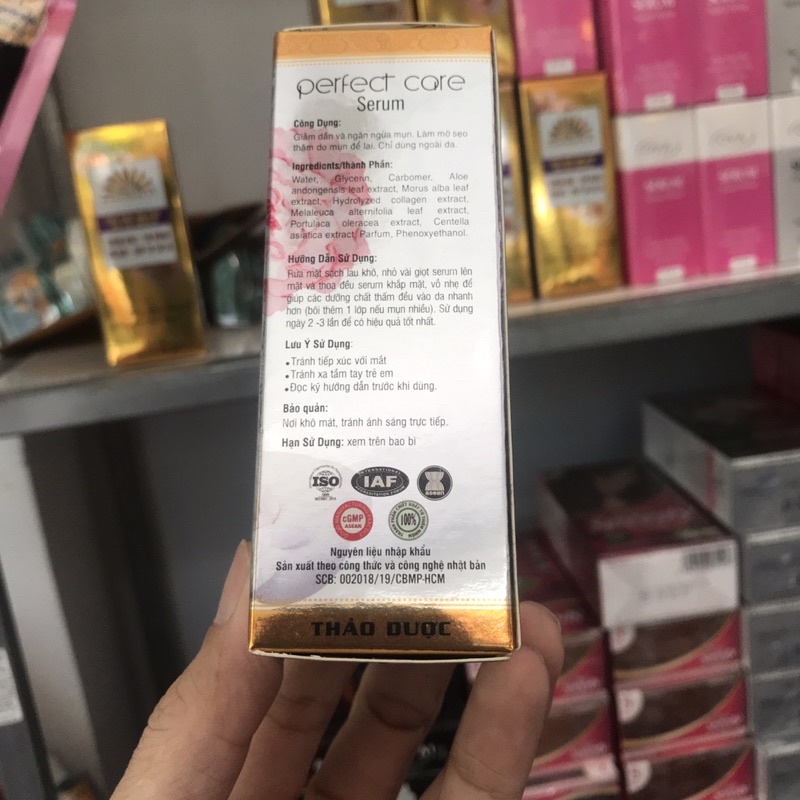 perfect care
Serum
Công Dụng:
Giảm dần và ngăn ngừa mụn. Làm mờ sẹo
thâm do mụn để lại. Chỉ dùng ngoài da.
Ingredients/thành Phần:
Water, Glycerin, Carbomer, Aloe
andongensis leaf extract, Morus alba leaf
extract, Hydrolyzed collagen extract,
Melaleuca alternifolia leaf extract,
Portulaca oleracea extract, Centella
asiatica extract, Parfum, Phenoxyethanol.
Hướng Dẫn Sử Dụng:
Rửa mặt sạch lau khô, nhỏ vài giọt serum lên
mặt và thoa đều serum khắp mặt, vỗ nhẹ để
giúp các dưỡng chất thấm đều vào da nhanh
hơn (bôi thêm 1 lớp nếu mụn nhiều). Sử dụng
ngày 2 -3 lần để có hiệu quả tốt nhất.
Lưu Ý Sử Dụng:
•Tránh tiếp xúc với mắt
•Tránh xa tầm tay trẻ em
•Đọc kỹ hướng dẫn trước khi dùng.
Bảo quản:
Nơi khô mát, tránh ánh sáng trực tiếp.
Hạn Sử Dụng: xem trên bao bì
ISO
IAF
asean
cGMP
ASEAN
100%
Nguyên liệu nhập khẩu
Sản xuất theo công thức và công nghệ nhật bản
SCB: 002018/19/CBMP-HCM
THẢO DƯỢC